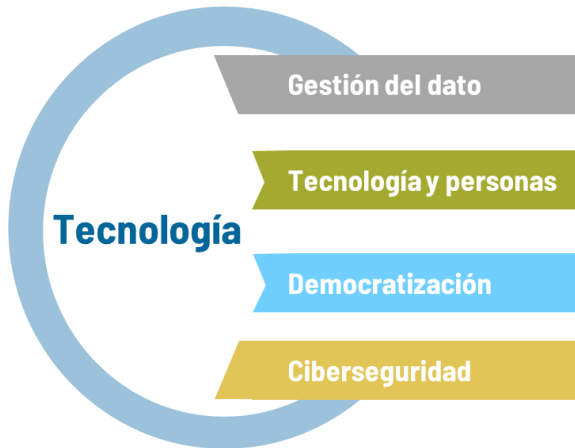 Gestión del dato
Tecnología y personas
Tecnología
Democratización
Ciberseguridad